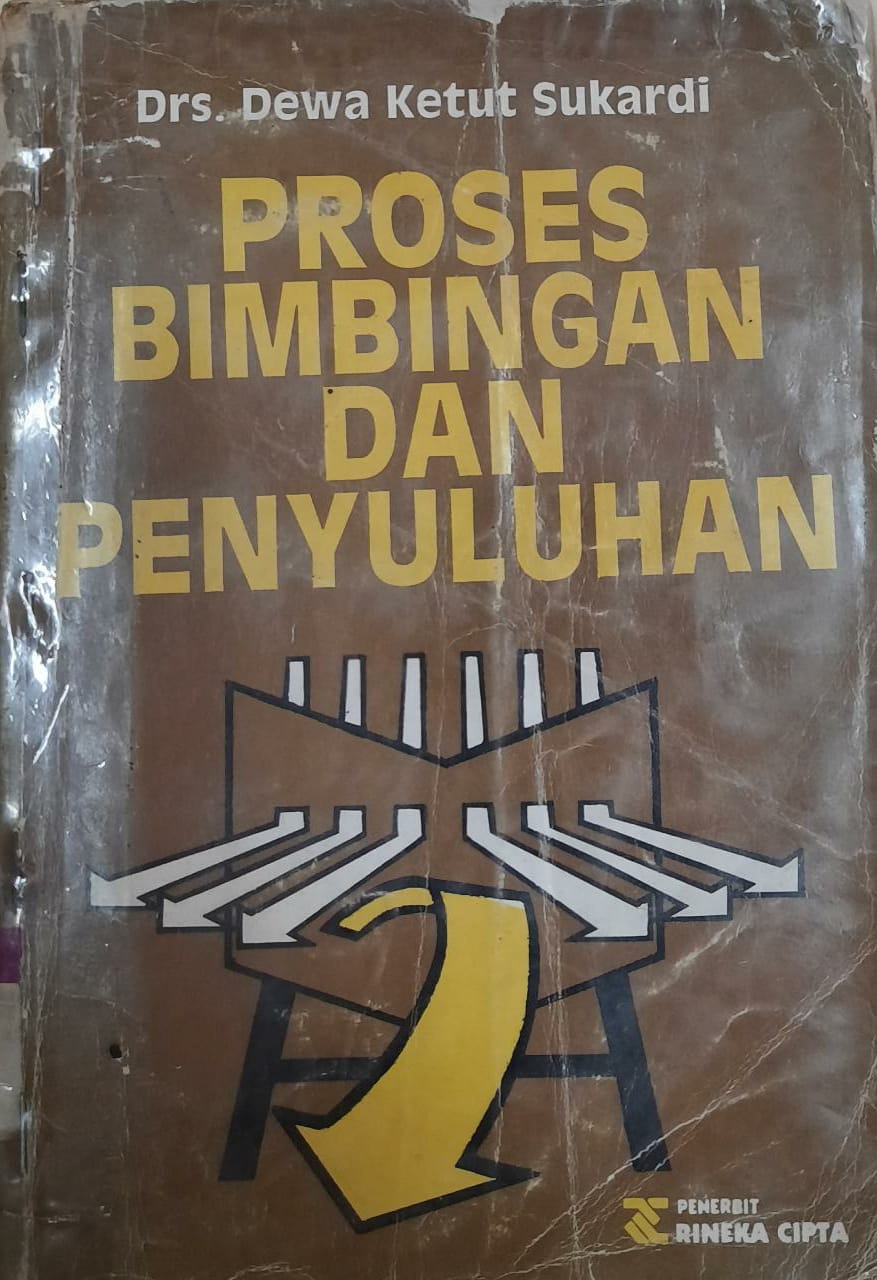 Drs. Dewa Ketut Sukardi
PROSES
BIMBINGAN
DAN
PENYULUHAN
PENERBIT
RINEKA CIPTA